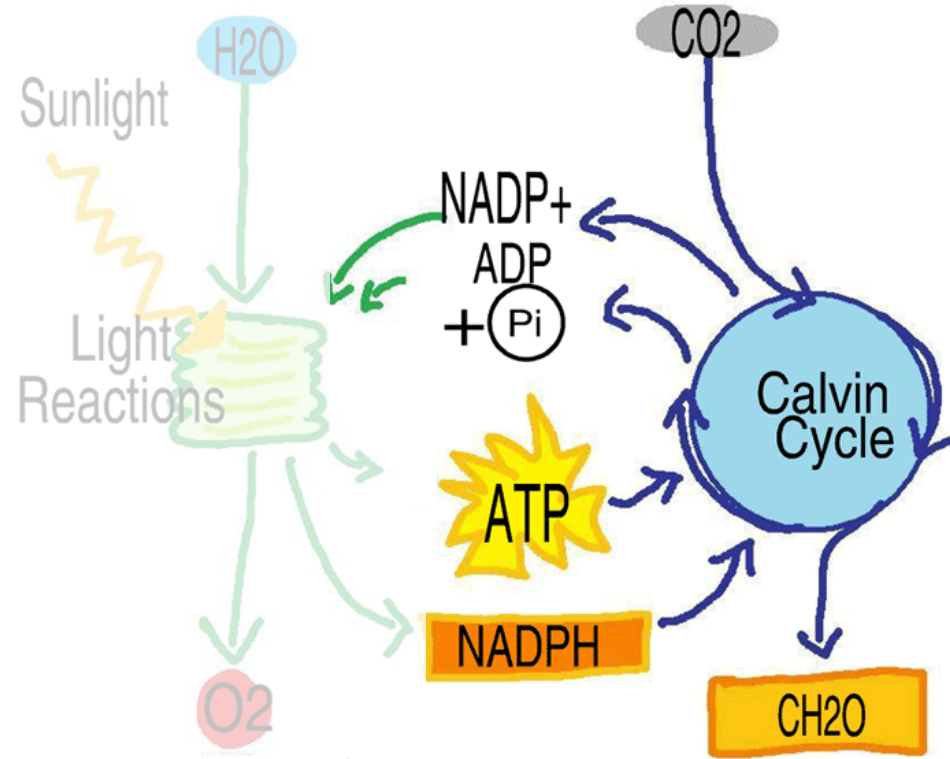 H2O
CO2
Sunlight
NADP+
ADP
+ Pi
Light
Reactions
Calvin
Cycle
ATP
NADPH
O2
CH2O